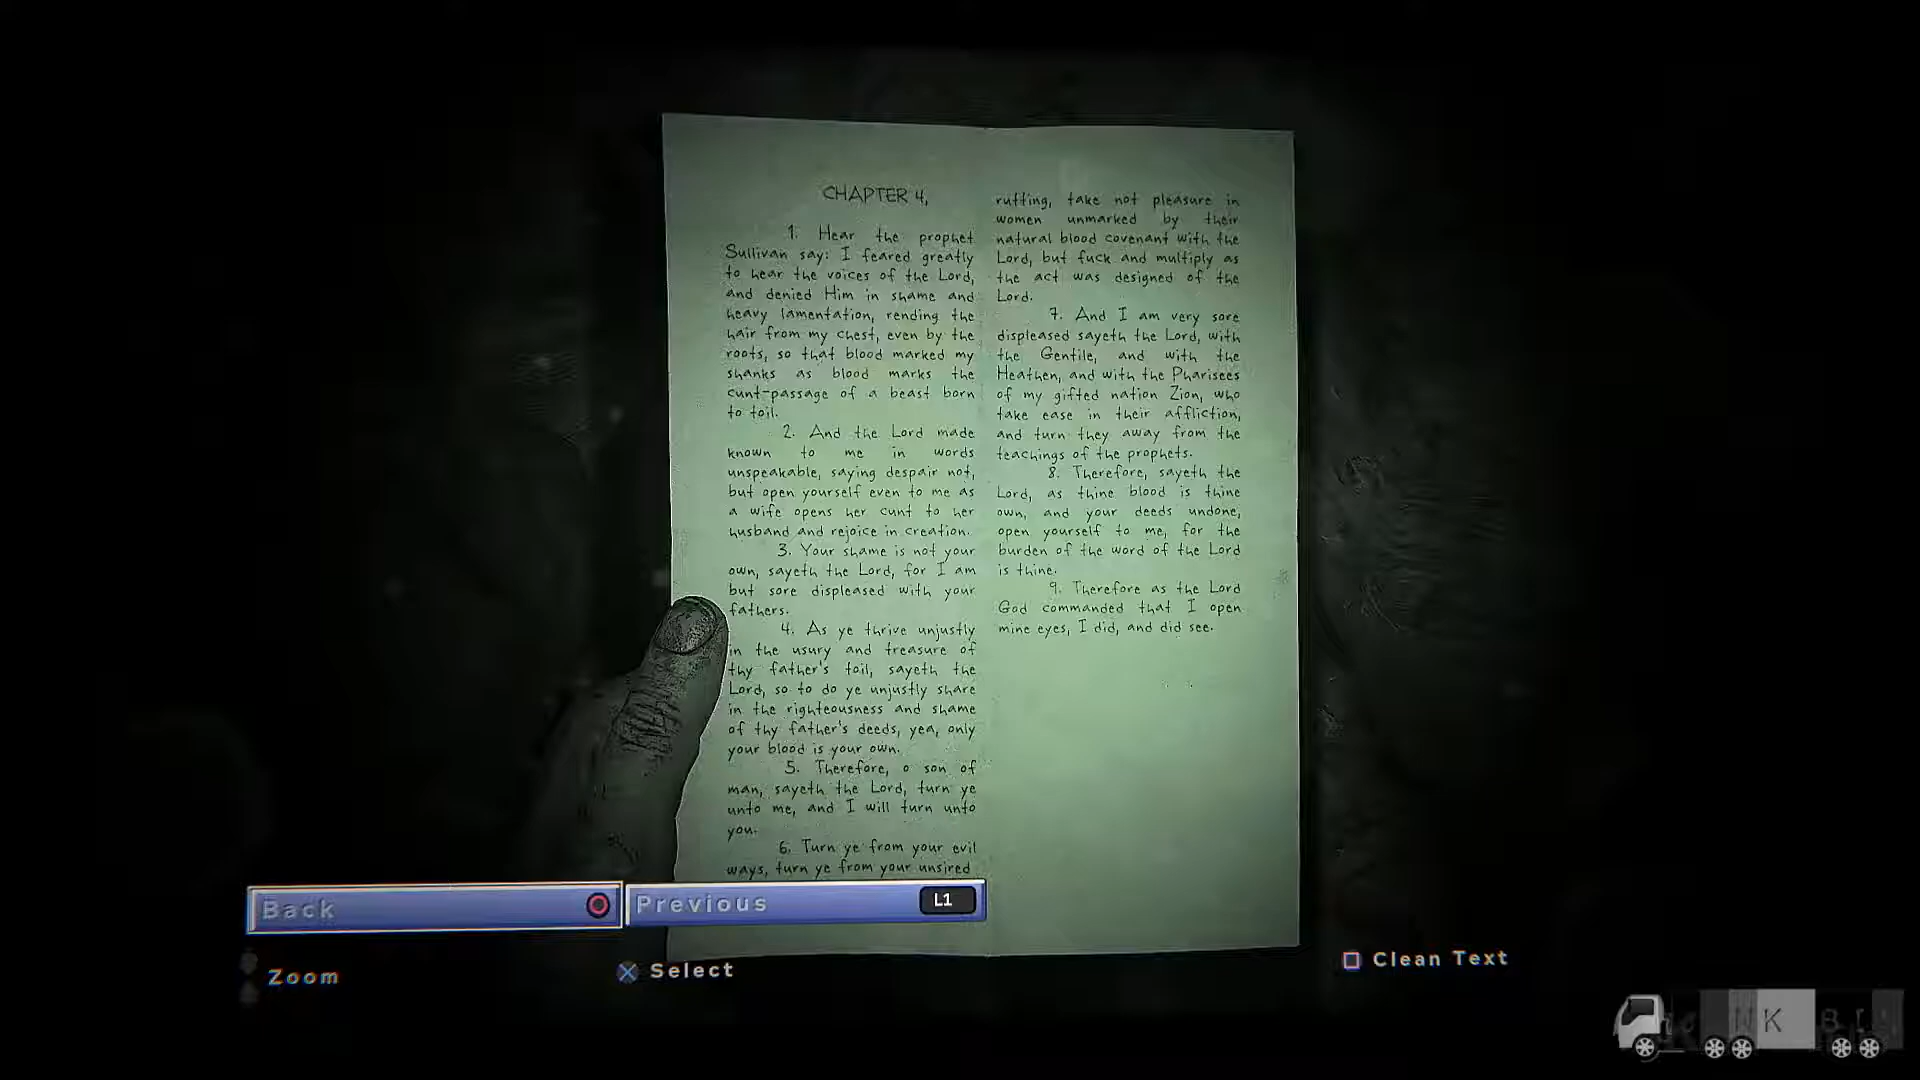 CHAPTER 4,
1. Hear the prophet
Sullivan say: I feared greatly
to hear the voices of the Lord,
and denied Him in shame and
heavy lamentation, rending the
hair from my chest, even by the
roots, so that blood marked my
shanks as blood marks the
cunt-passage of a beast born
to toil.
2. And the Lord made
known to me in words
unspeakable, saying despair not,
but open yourself even to me as
a wife opens her cunt to her
husband and rejoice in creation.
3. Your shame is not your
own, sayeth the Lord, for I am
but sore displeased with your
fathers.
4. As ye thrive unjustly
in the usury and treasure of
thy father's toil, sayeth the
Lord, so to do ye unjustly share
in the righteousness and shame
of thy father's deeds, yea, only
your blood is your own.
5. Therefore, o son of
man, sayeth the Lord, turn ye
unto me, and I will turn unto
you.
6. Turn ye from your evil
ways, turn ye from your unsired
rutting, take not pleasure in
women unmarked by their
natural blood covenant with the
Lord, but fuck and multiply as
the act was designed of the
Lord.
7. And I am very sore
displeased sayeth the Lord, with
the Gentile, and with the
Heathen, and with the Pharisees
of my gifted nation Zion, who
take ease in their affliction,
and turn they away from the
teachings of the prophets.
8. Therefore, sayeth the
Lord, as thine blood is thine
own, and your deeds undone,
open yourself to me, for the
burden of the word of the Lord
is thine.
9. Therefore as the Lord
God commanded that I open
mine eyes, I did, and did see.
Back
Previous L1
Zoom
Select
Clean Text
K